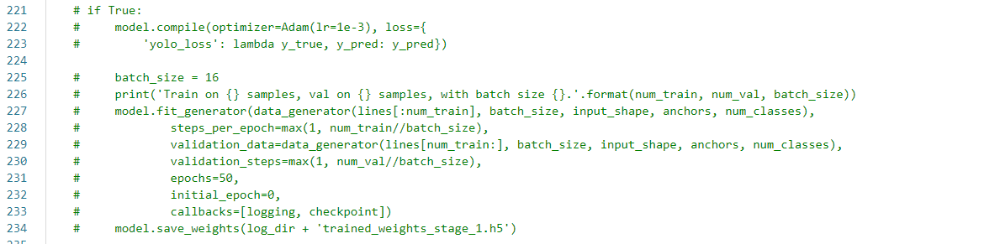 221 # if True:
222 #     model.compile(optimizer=Adam(lr=1e-3), loss={
223 #         'yolo_loss': lambda y_true, y_pred: y_pred})
224
225 #     batch_size = 16
226 #     print('Train on {} samples, val on {} samples, with batch size {}.'.format(num_train, num_val, batch_size))
227 #     model.fit_generator(data_generator(lines[:num_train], batch_size, input_shape, anchors, num_classes),
228 #             steps_per_epoch=max(1, num_train//batch_size),
229 #             validation_data=data_generator(lines[num_train:], batch_size, input_shape, anchors, num_classes),
230 #             validation_steps=max(1, num_val//batch_size),
231 #             epochs=50,
232 #             initial_epoch=0,
233 #             callbacks=[logging, checkpoint])
234 #     model.save_weights(log_dir + 'trained_weights_stage_1.h5')